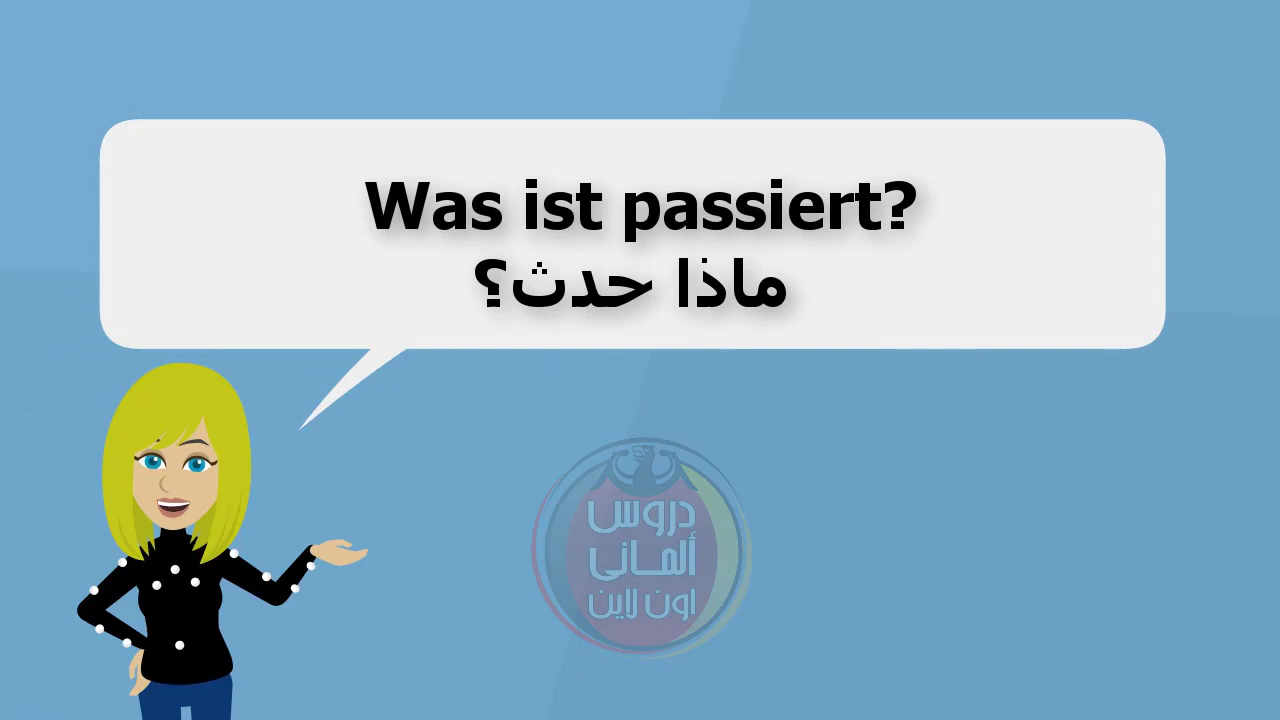 Was ist passiert?
ماذا حدث؟
دروس
ألماني
اون لاين